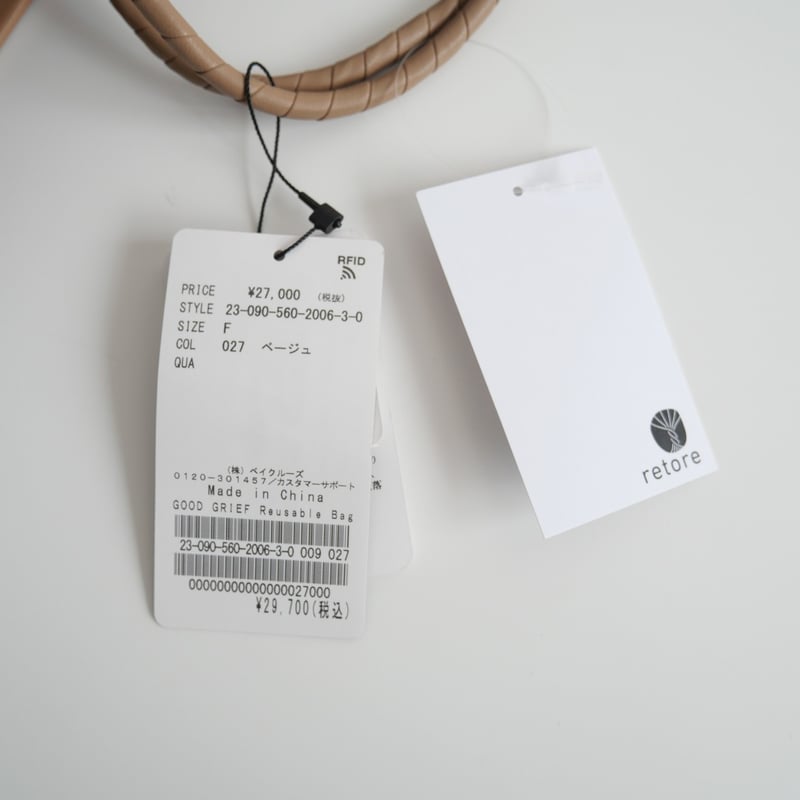 RFID
PRICE ¥27,000 (税抜)
STYLE 23-090-560-2006-3-0
SIZE F
COL 027 ベージュ
QUA
(株) ベイクルーズ
0120-301457/カスタマーサポート
Made in China
GOOD GRIEF Reusable Bag
23-090-560-2006-3-0 009 027
0000000000000000027000
¥29,700(税込)
retore